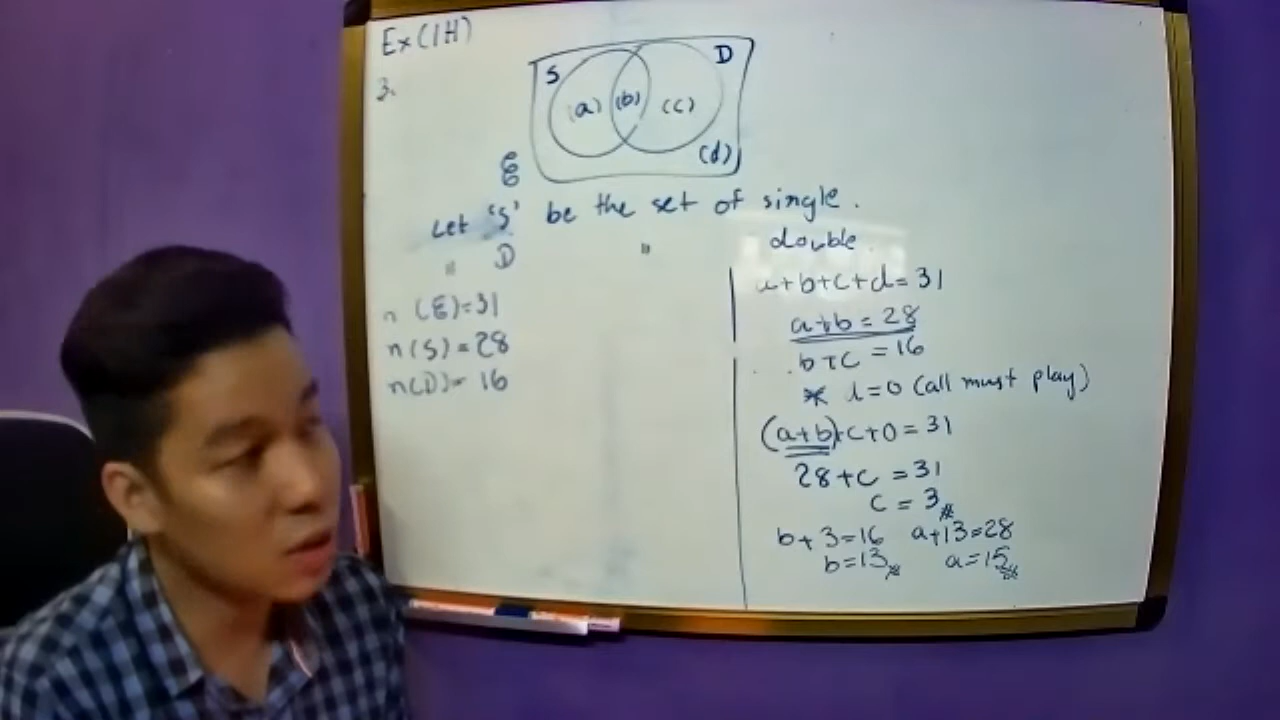 Ex (1H)
3.
S D
(a) (b) (c)
(d)
ℰ
Let 'S' be the set of single.
" D " double.
n (ℰ)=31
n(S) = 28
n(D) = 16
a+b+c+d=31
a+b = 28
b+c = 16
* d=0 (all must play)
(a+b)+c+0=31
28+c = 31
c = 3
b+3=16 a+13=28
b=13 a=15